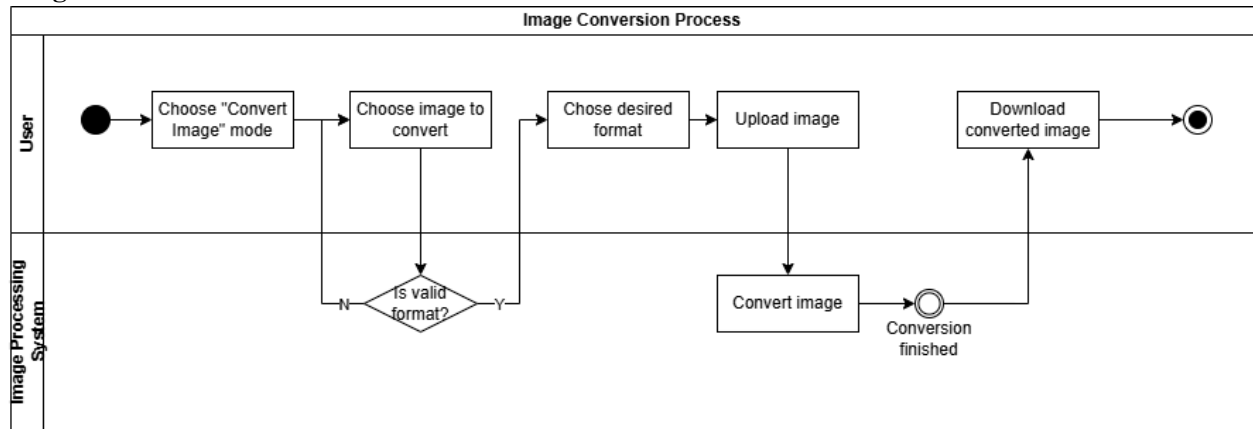 Image Conversion Process
User
Choose "Convert
Image" mode
Choose image to
convert
Chose desired
format
Upload image
Download
converted image
Image Processing
System
Is valid
format?
N
Y
Convert image
Conversion
finished